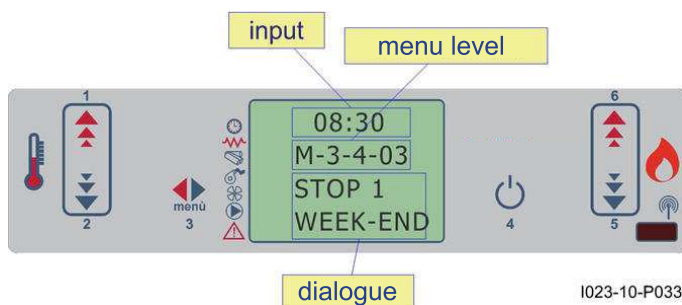 input
menu level
1
6
08:30
M-3-4-03
STOP 1
WEEK-END
menù
2
3
4
5
dialogue
I023-10-P033